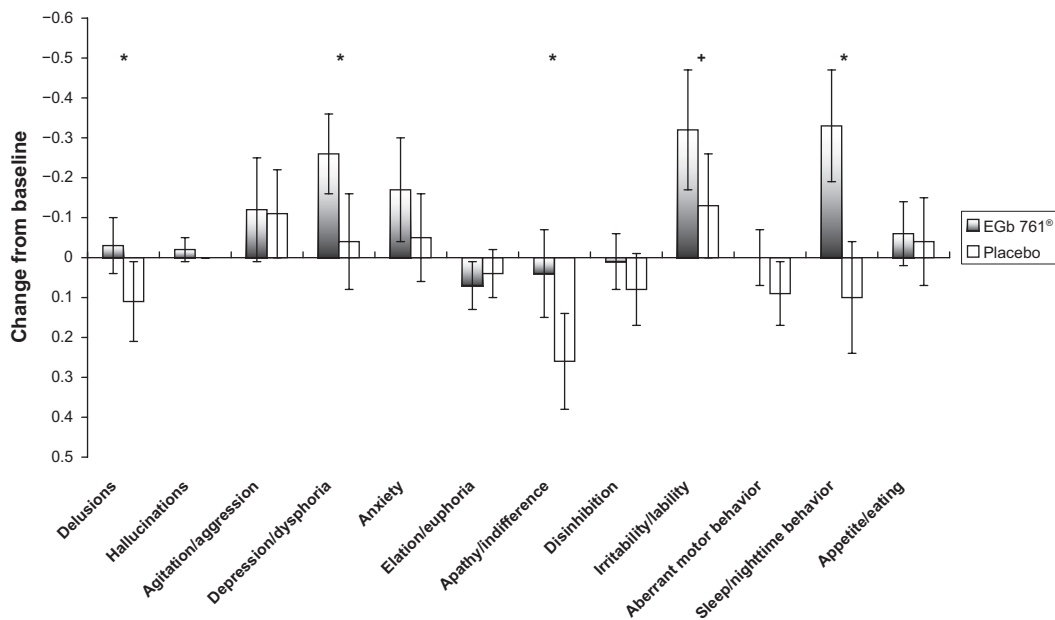 Change from baseline
−0.6
−0.5
−0.4
−0.3
−0.2
−0.1
0
0.1
0.2
0.3
0.4
0.5
*
*
*
+
*
EGb 761®
Placebo
Delusions
Hallucinations
Agitation/aggression
Depression/dysphoria
Anxiety
Elation/euphoria
Apathy/indifference
Disinhibition
Irritability/lability
Aberrant motor behavior
Sleep/nighttime behavior
Appetite/eating